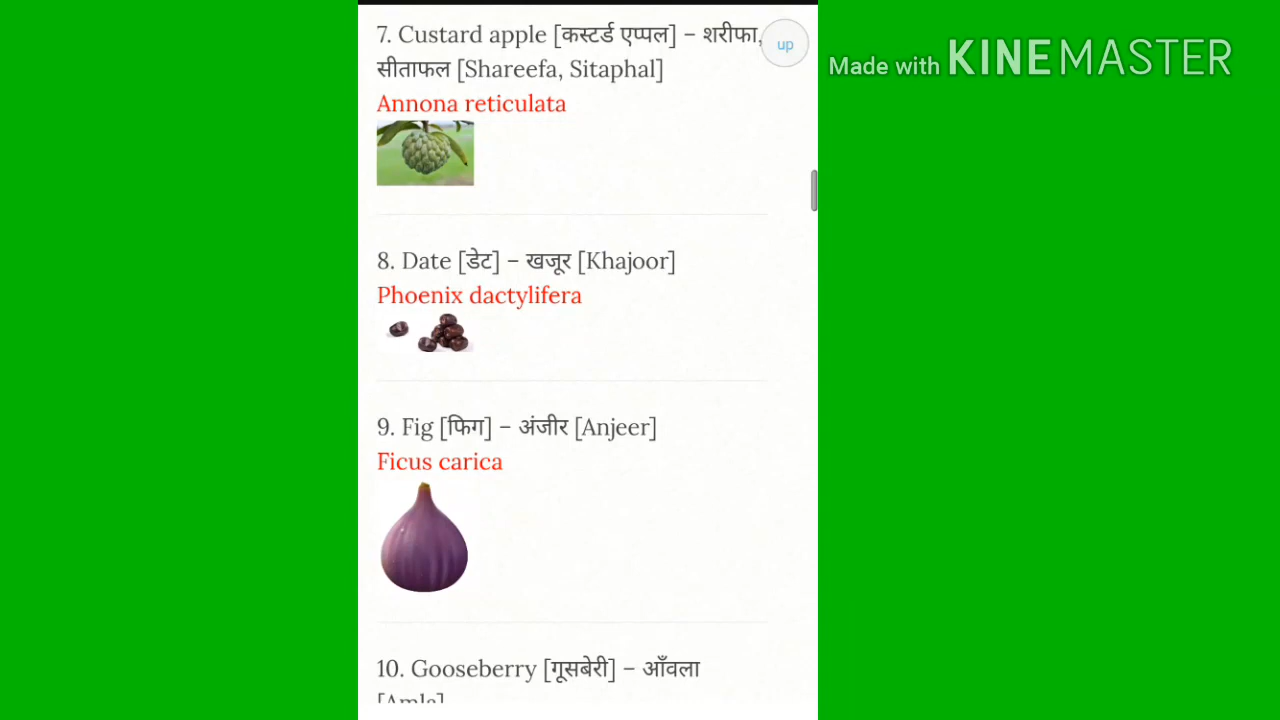 7. Custard apple [कस्टर्ड एप्पल] – शरीफा,
सीताफल [Shareefa, Sitaphal]
Annona reticulata
up
Made with KINEMASTER
8. Date [डेट] – खजूर [Khajoor]
Phoenix dactylifera
9. Fig [फिग] – अंजीर [Anjeer]
Ficus carica
10. Gooseberry [गूसबेरी] – आँवला
[Amla]